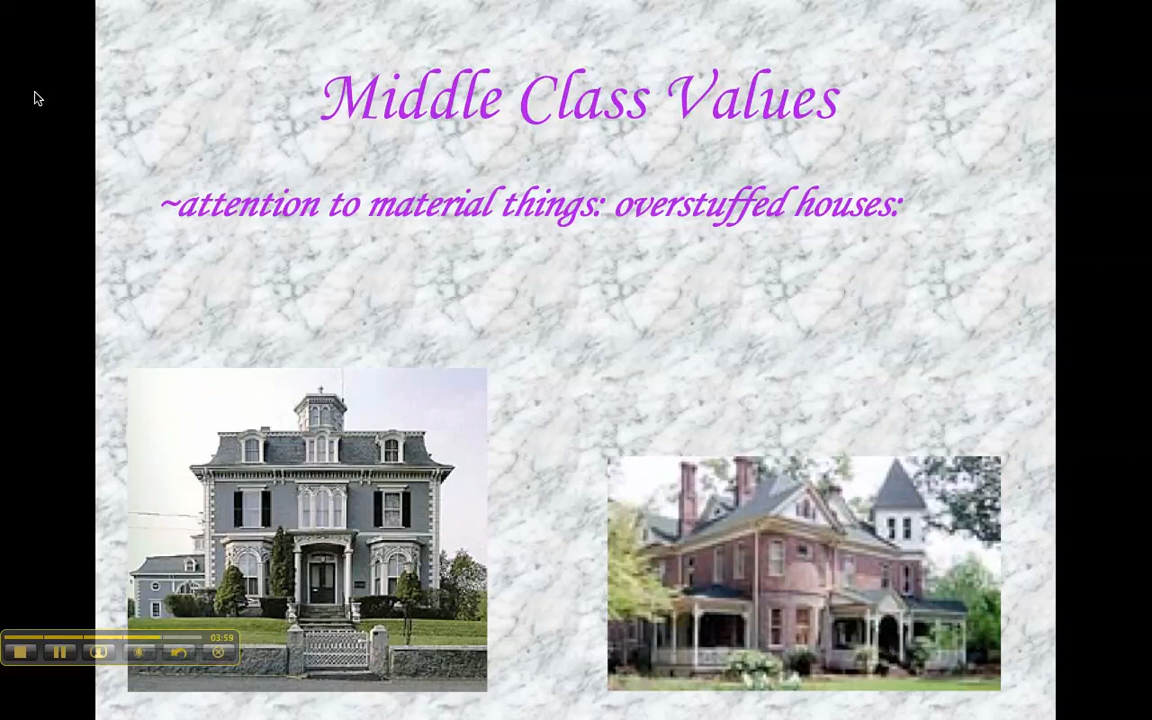 Middle Class Values
~attention to material things: overstuffed houses:
03:59